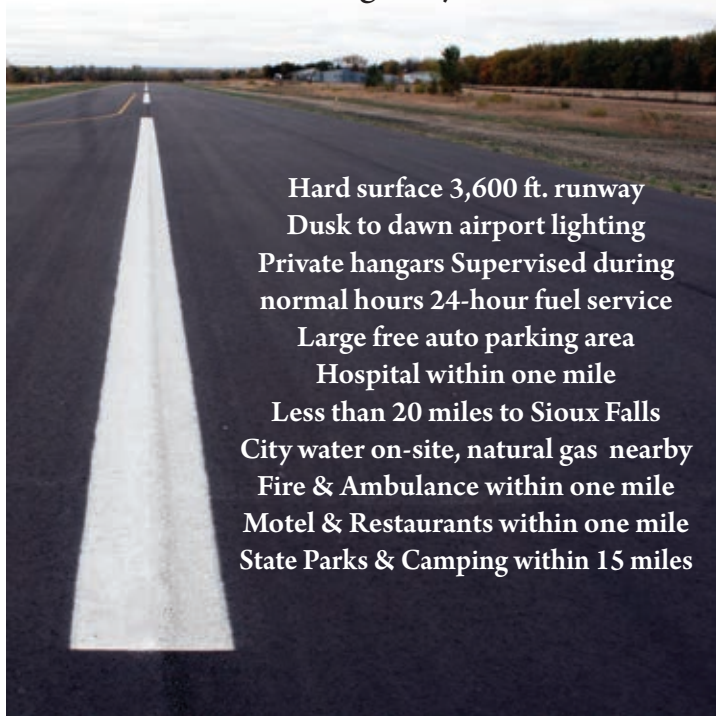 Hard surface 3,600 ft. runway
Dusk to dawn airport lighting
Private hangars Supervised during
normal hours 24-hour fuel service
Large free auto parking area
Hospital within one mile
Less than 20 miles to Sioux Falls
City water on-site, natural gas nearby
Fire & Ambulance within one mile
Motel & Restaurants within one mile
State Parks & Camping within 15 miles